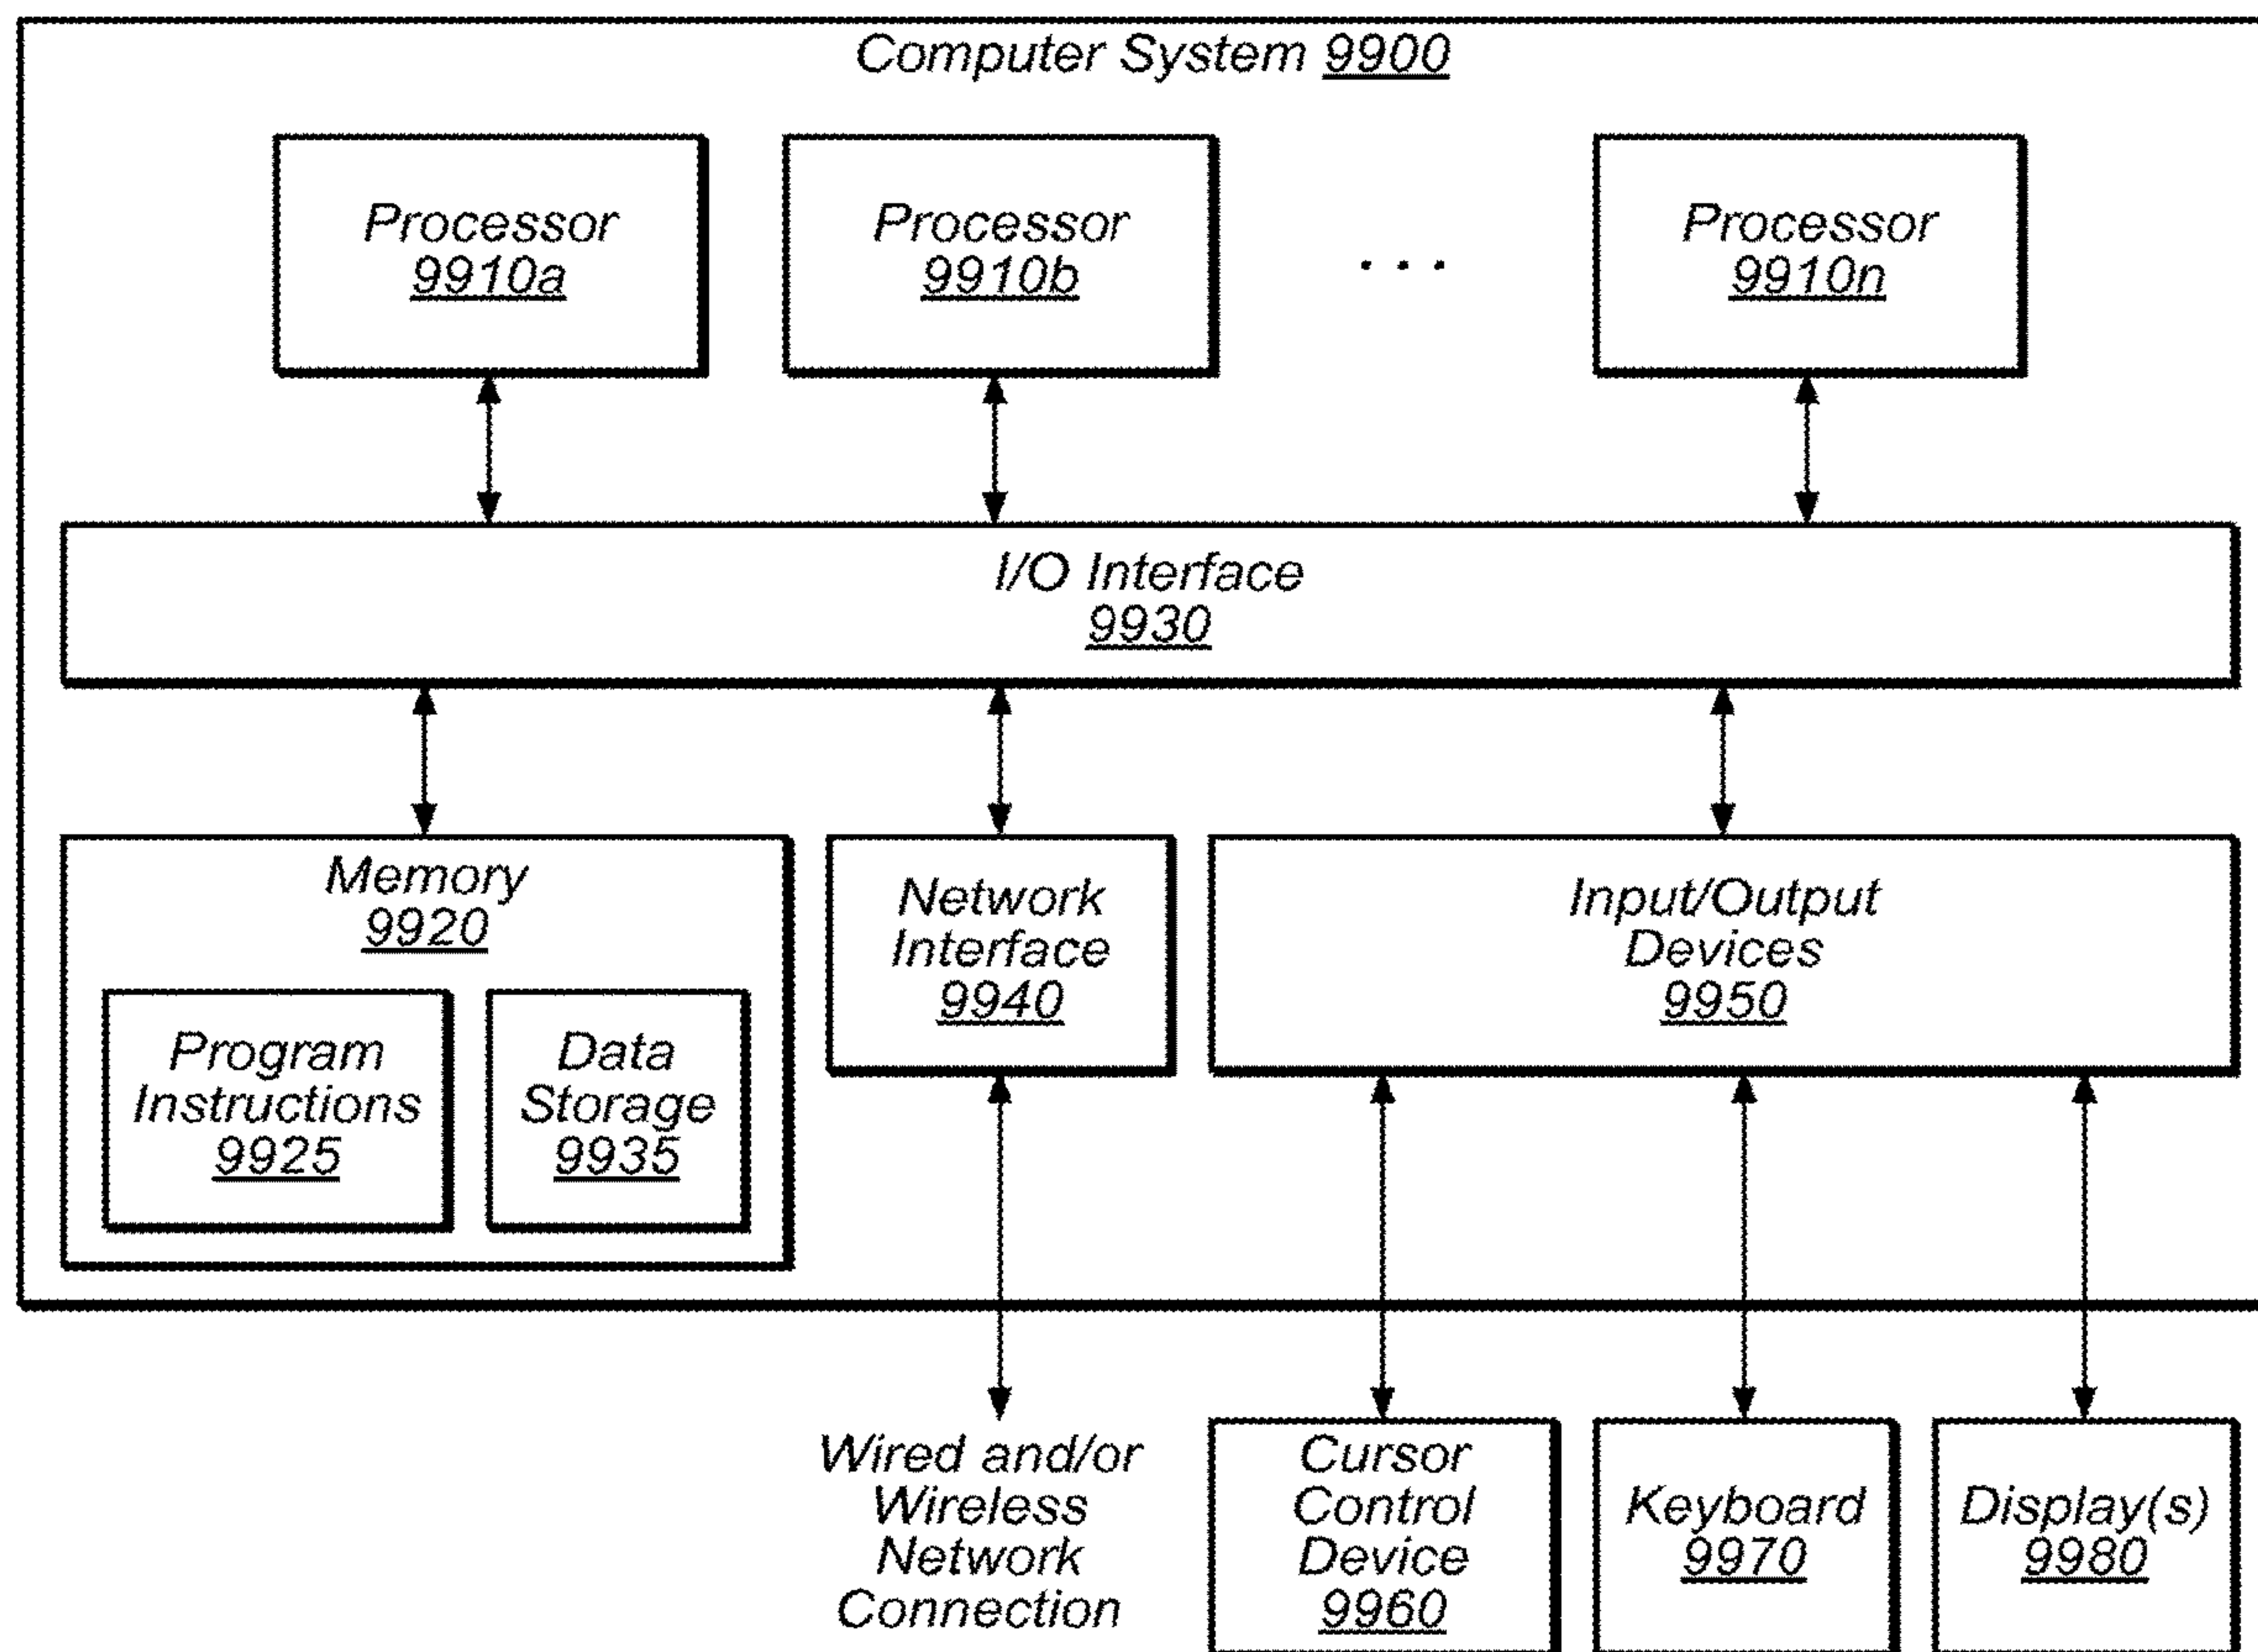 Computer System 9900
Processor
9910a
Processor
9910b
. . .
Processor
9910n
I/O Interface
9930
Memory
9920
Program
Instructions
9925
Data
Storage
9935
Network
Interface
9940
Input/Output
Devices
9950
Wired and/or
Wireless
Network
Connection
Cursor
Control
Device
9960
Keyboard
9970
Display(s)
9980